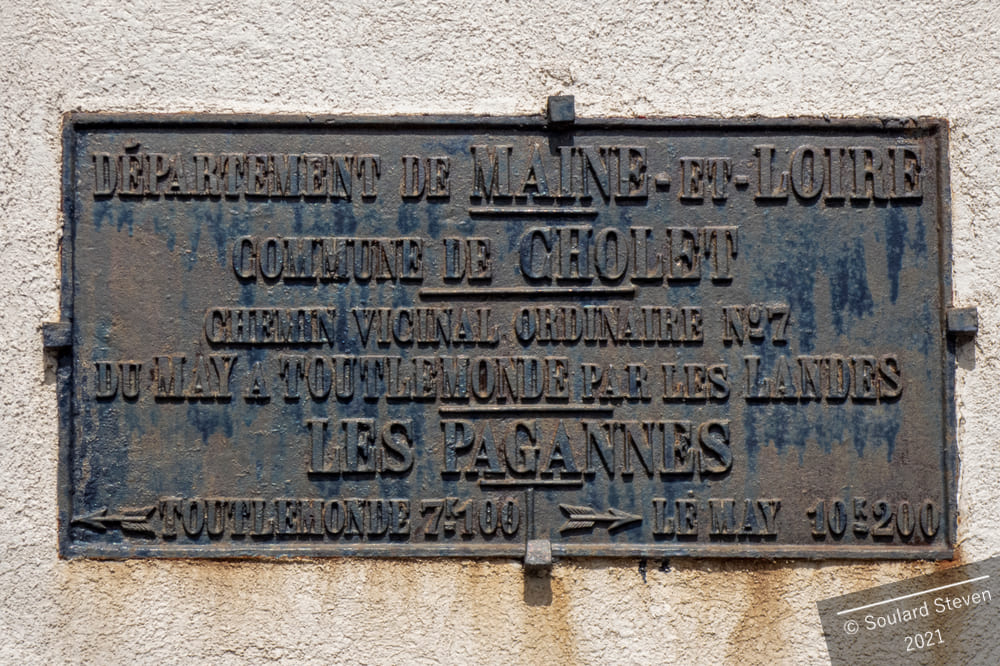 DÉPARTEMENT DE MAINE-ET-LOIRE
COMMUNE DE CHOLET
CHEMIN VICINAL ORDINAIRE Nº7
DU MAY A TOUTLEMONDE PAR LES LANDES
LES PAGANNES
TOUTLEMONDE 7K100 LE MAY 10K200
© Soulard Steven
2021